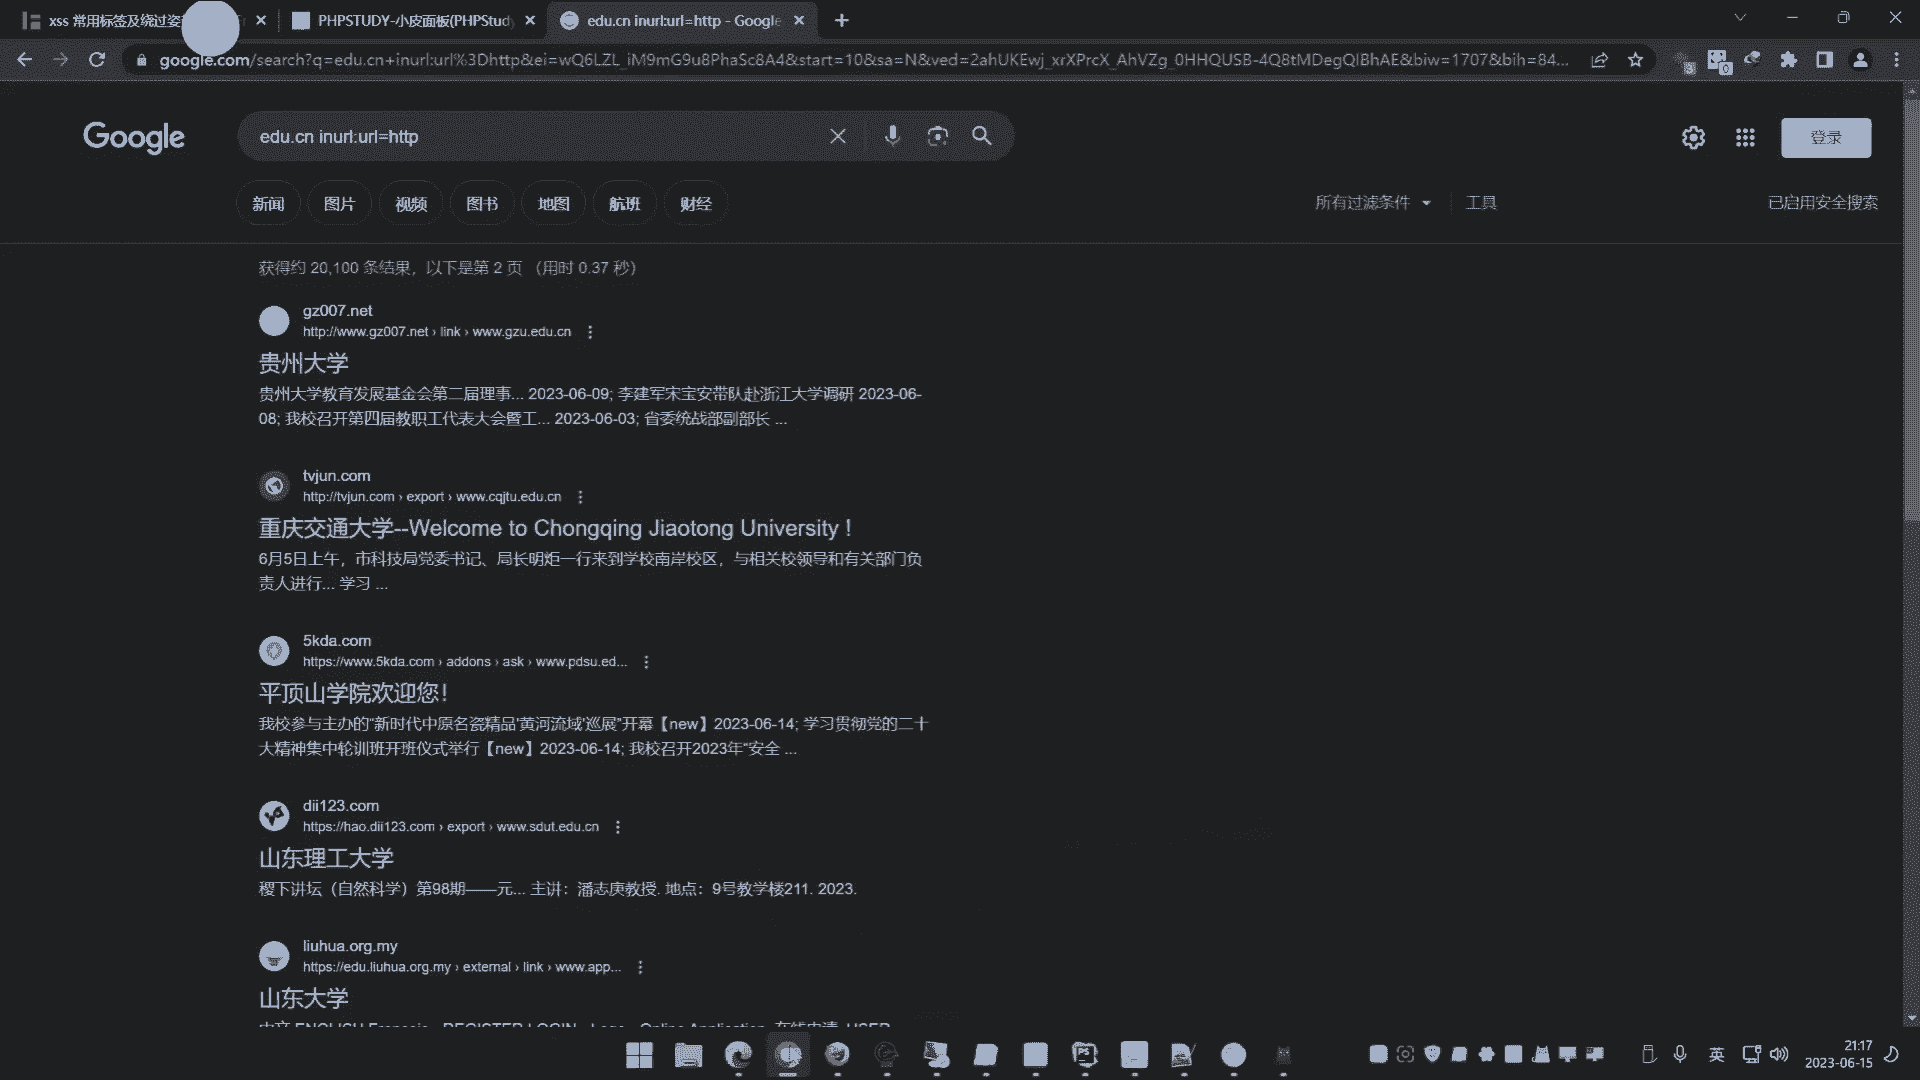 xss 常用标签及绕过姿
PHPSTUDY-小皮面板(PHPStudy
edu.cn inurl:url=http - Google
google.com/search?q=edu.cn+inurl:url%3Dhttp&ei=wQ6LZL_iM9mG9u8PhaSc8A4&start=10&sa=N&ved=2ahUKEwj_xrXPrcX_AhVZg_0HHQUSB-4Q8tMDegQIBhAE&biw=1707&bih=84...
Google
edu.cn inurl:url=http
登录
新闻 图片 视频 图书 地图 航班 财经
所有过滤条件 工具 已启用安全搜索
获得约 20,100 条结果，以下是第 2 页 （用时 0.37 秒）
gz007.net
http://www.gz007.net › link › www.gzu.edu.cn
贵州大学
贵州大学教育发展基金会第二届理事... 2023-06-09; 李建军宋宝安带队赴浙江大学调研 2023-06-
08; 我校召开第四届教职工代表大会暨工... 2023-06-03; 省委统战部副部长 ...
tvjun.com
http://tvjun.com › export › www.cqjtu.edu.cn
重庆交通大学--Welcome to Chongqing Jiaotong University !
6月5日上午，市科技局党委书记、局长明炬一行来到学校南岸校区，与相关校领导和有关部门负
责人进行... 学习 ...
5kda.com
https://www.5kda.com › addons › ask › www.pdsu.ed...
平顶山学院欢迎您!
我校参与主办的“新时代中原名瓷精品'黄河流域'巡展”开幕【new】2023-06-14; 学习贯彻党的二十
大精神集中轮训班开班仪式举行【new】2023-06-14; 我校召开2023年“安全 ...
dii123.com
https://hao.dii123.com › export › www.sdut.edu.cn
山东理工大学
稷下讲坛（自然科学）第98期——元... 主讲：潘志庚教授. 地点：9号教学楼211. 2023.
liuhua.org.my
https://edu.liuhua.org.my › external › link › www.app...
山东大学
英
21:17
2023-06-15